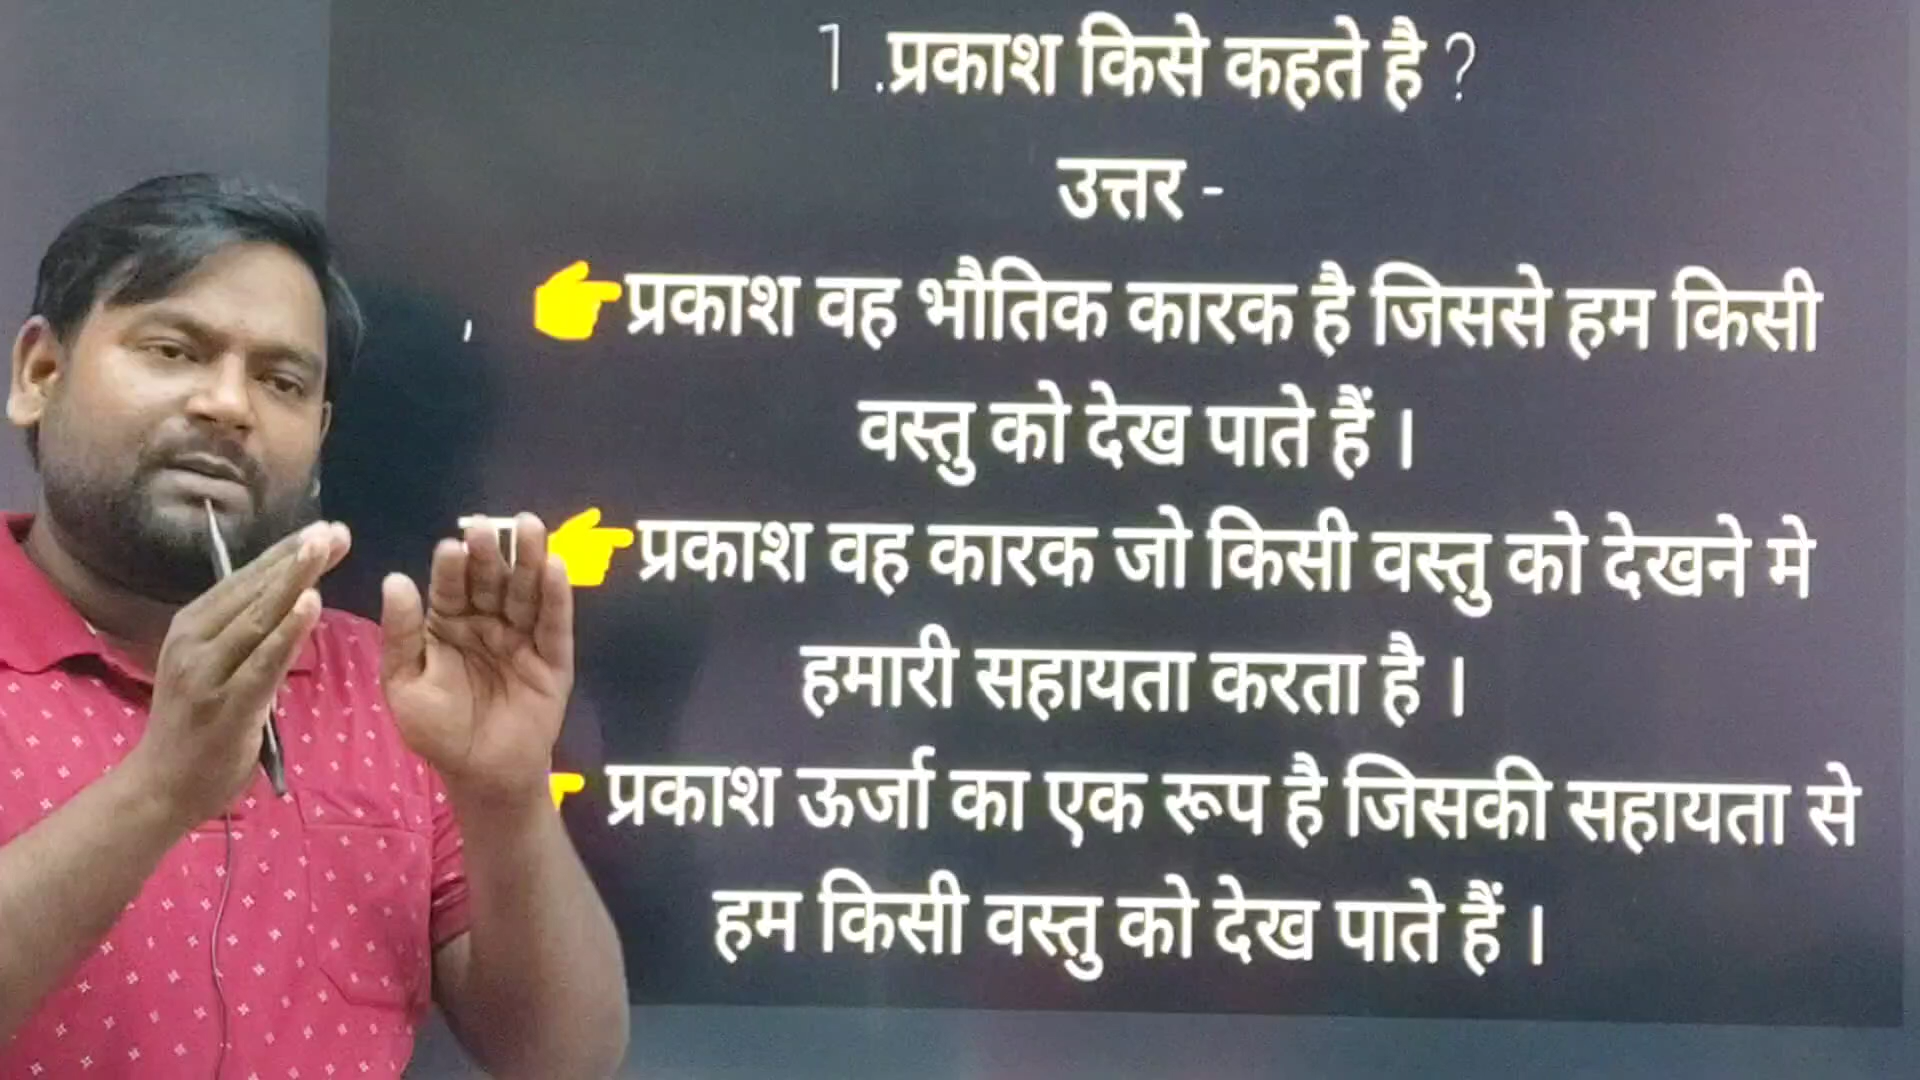 1 .प्रकाश किसे कहते है ?
उत्तर -
, 👉प्रकाश वह भौतिक कारक है जिससे हम किसी
वस्तु को देख पाते हैं ।
👉प्रकाश वह कारक जो किसी वस्तु को देखने मे
हमारी सहायता करता है ।
👉 प्रकाश ऊर्जा का एक रूप है जिसकी सहायता से
हम किसी वस्तु को देख पाते हैं ।